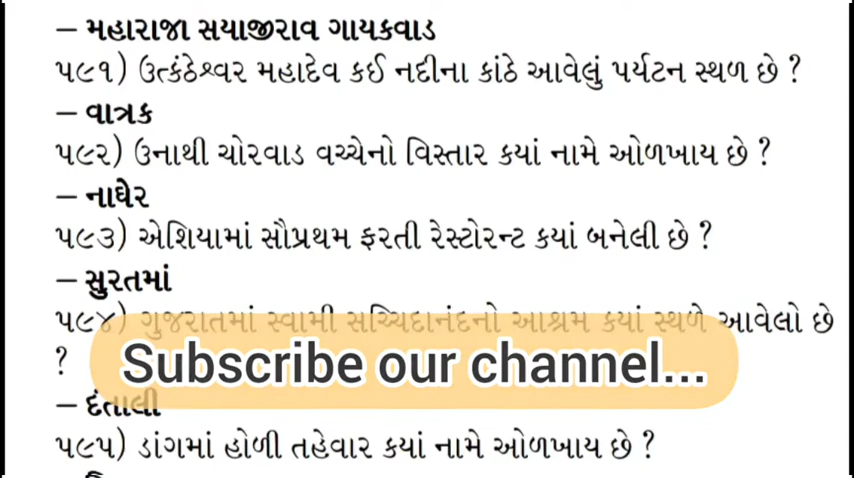 – મહારાજા સયાજીરાવ ગાયકવાડ
૫૯૧) ઉત્કંઠેશ્વર મહાદેવ કઈ નદીના કાંઠે આવેલું પર્યટન સ્થળ છે ?
– વાત્રક
૫૯૨) ઉનાથી ચોરવાડ વચ્ચેનો વિસ્તાર કયાં નામે ઓળખાય છે ?
– નાઘેર
૫૯૩) એશિયામાં સૌપ્રથમ ફરતી રેસ્ટોરન્ટ કયાં બનેલી છે ?
– સુરતમાં
૫૯૪) ગુજરાતમાં સ્વામી સચ્ચિદાનંદનો આશ્રમ કયાં સ્થળે આવેલો છે
?
Subscribe our channel...
– દંતાલી
૫૯૫) ડાંગમાં હોળી તહેવાર કયાં નામે ઓળખાય છે ?